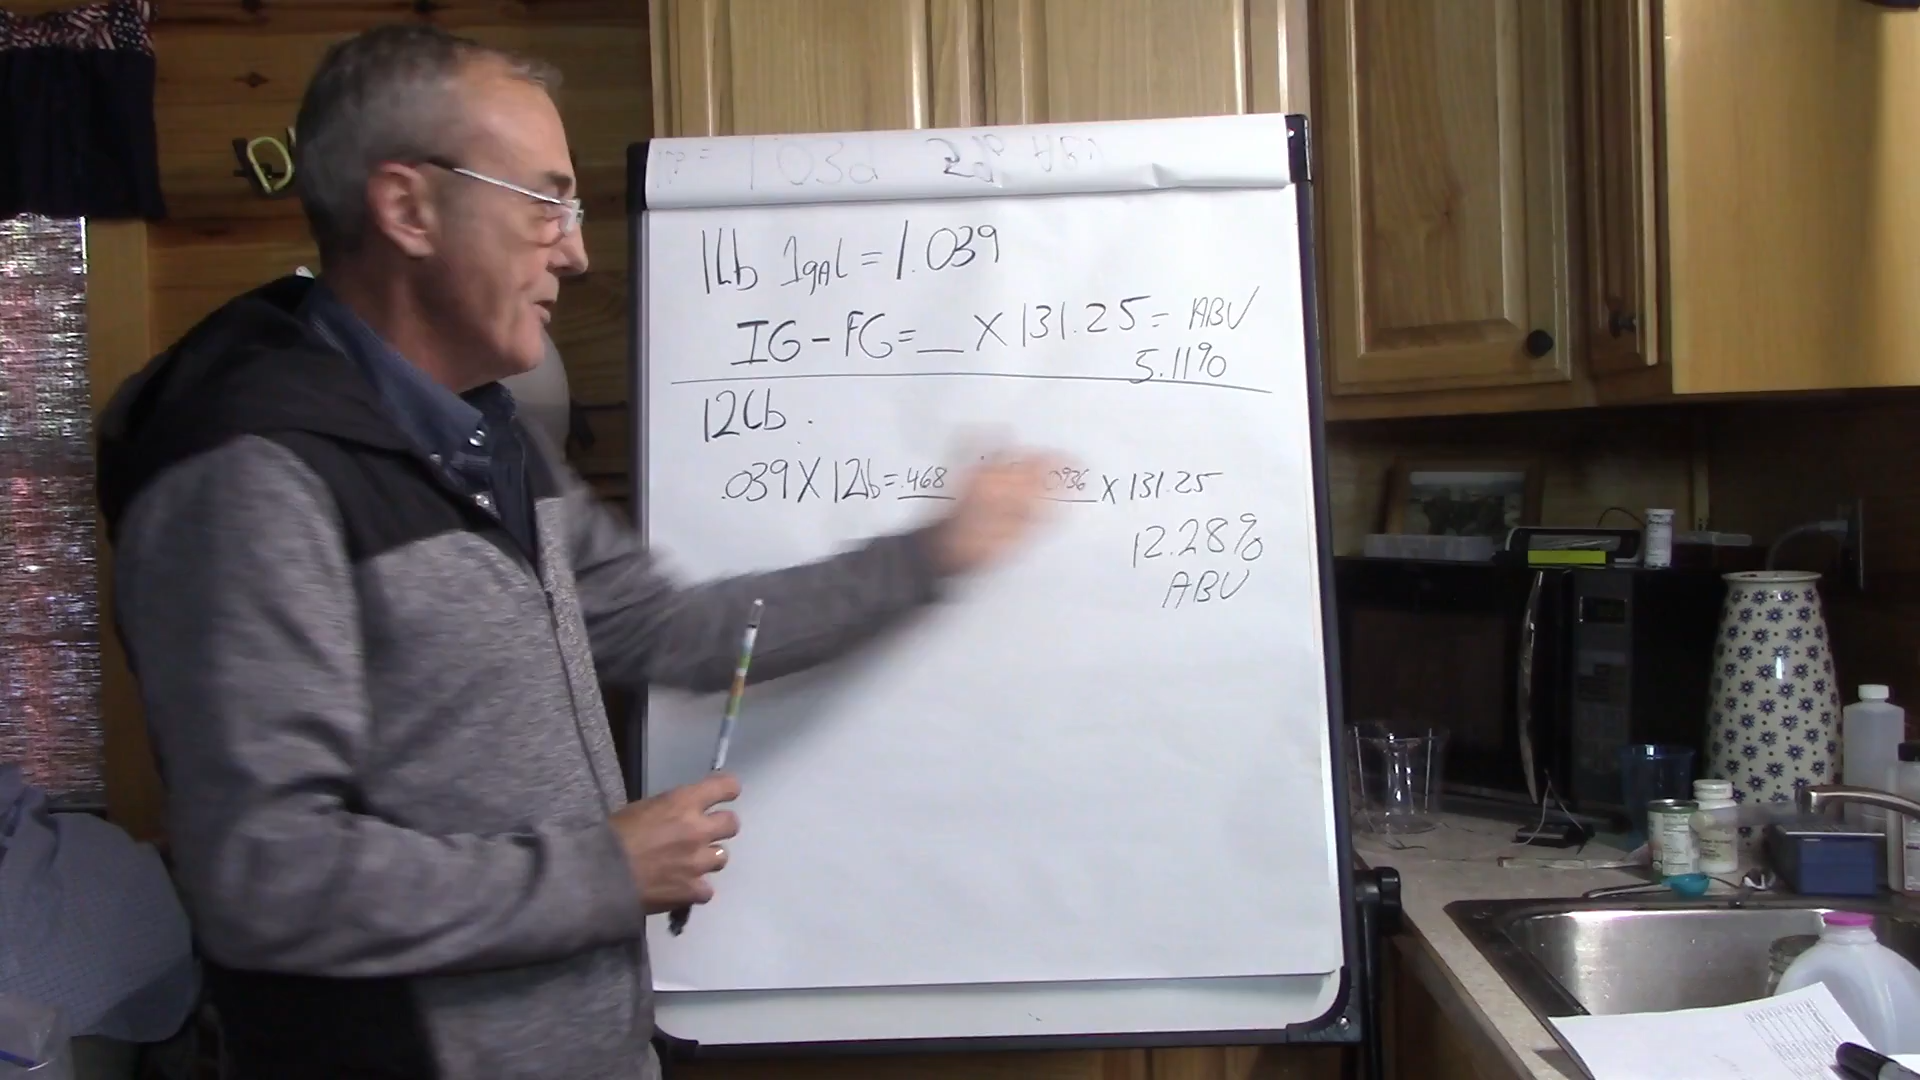 1Lb 1gAL = 1.039
IG - FG = __ X 131.25 = ABV
5.11%
12Lb
.039 X 12lb = .468 .0936 X 131.25
12.28%
ABV